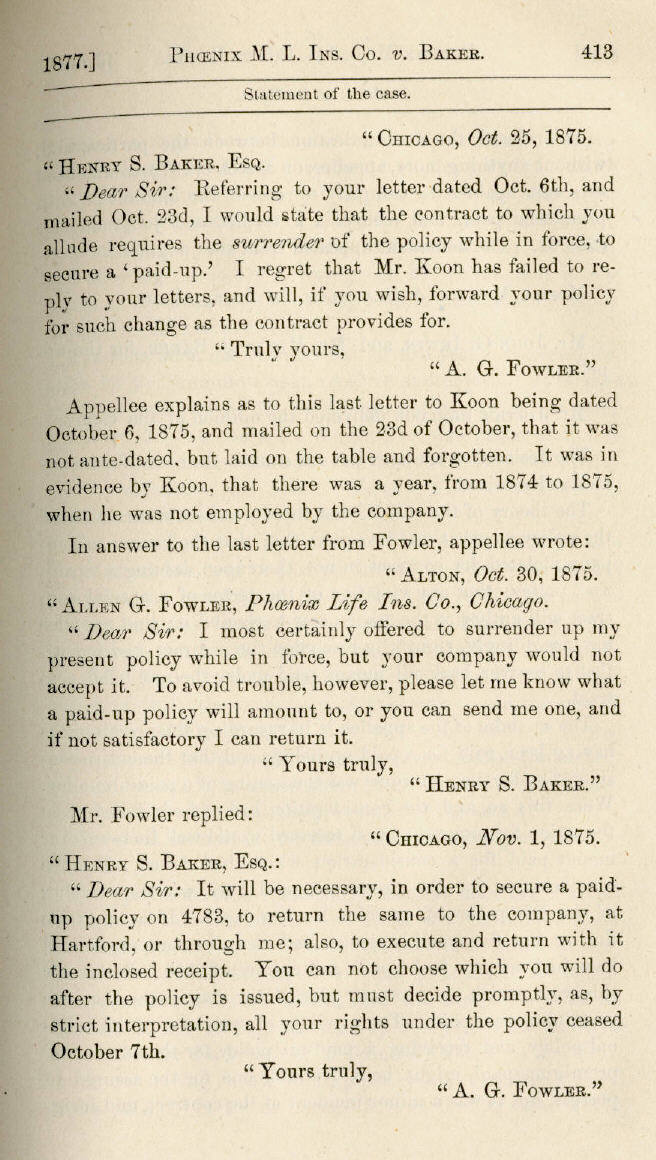 1877.] PHŒNIX M. L. INS. CO. v. BAKER. 413
Statement of the case.
“CHICAGO, Oct. 25, 1875.
“HENRY S. BAKER, ESQ.
“Dear Sir: Referring to your letter dated Oct. 6th, and
mailed Oct. 23d, I would state that the contract to which you
allude requires the surrender of the policy while in force, to
secure a ‘paid-up.’ I regret that Mr. Koon has failed to re-
ply to your letters, and will, if you wish, forward your policy
for such change as the contract provides for.
“Truly yours,
“A. G. FOWLER.”
Appellee explains as to this last letter to Koon being dated
October 6, 1875, and mailed on the 23d of October, that it was
not ante-dated, but laid on the table and forgotten. It was in
evidence by Koon, that there was a year, from 1874 to 1875,
when he was not employed by the company.
In answer to the last letter from Fowler, appellee wrote:
“ALTON, Oct. 30, 1875.
“ALLEN G. FOWLER, Phœnix Life Ins. Co., Chicago.
“Dear Sir: I most certainly offered to surrender up my
present policy while in force, but your company would not
accept it. To avoid trouble, however, please let me know what
a paid-up policy will amount to, or you can send me one, and
if not satisfactory I can return it.
“Yours truly,
“HENRY S. BAKER.”
Mr. Fowler replied:
“CHICAGO, Nov. 1, 1875.
“HENRY S. BAKER, ESQ.:
“Dear Sir: It will be necessary, in order to secure a paid-
up policy on 4783, to return the same to the company, at
Hartford, or through me; also, to execute and return with it
the inclosed receipt. You can not choose which you will do
after the policy is issued, but must decide promptly, as, by
strict interpretation, all your rights under the policy ceased
October 7th.
“Yours truly,
“A. G. FOWLER.”